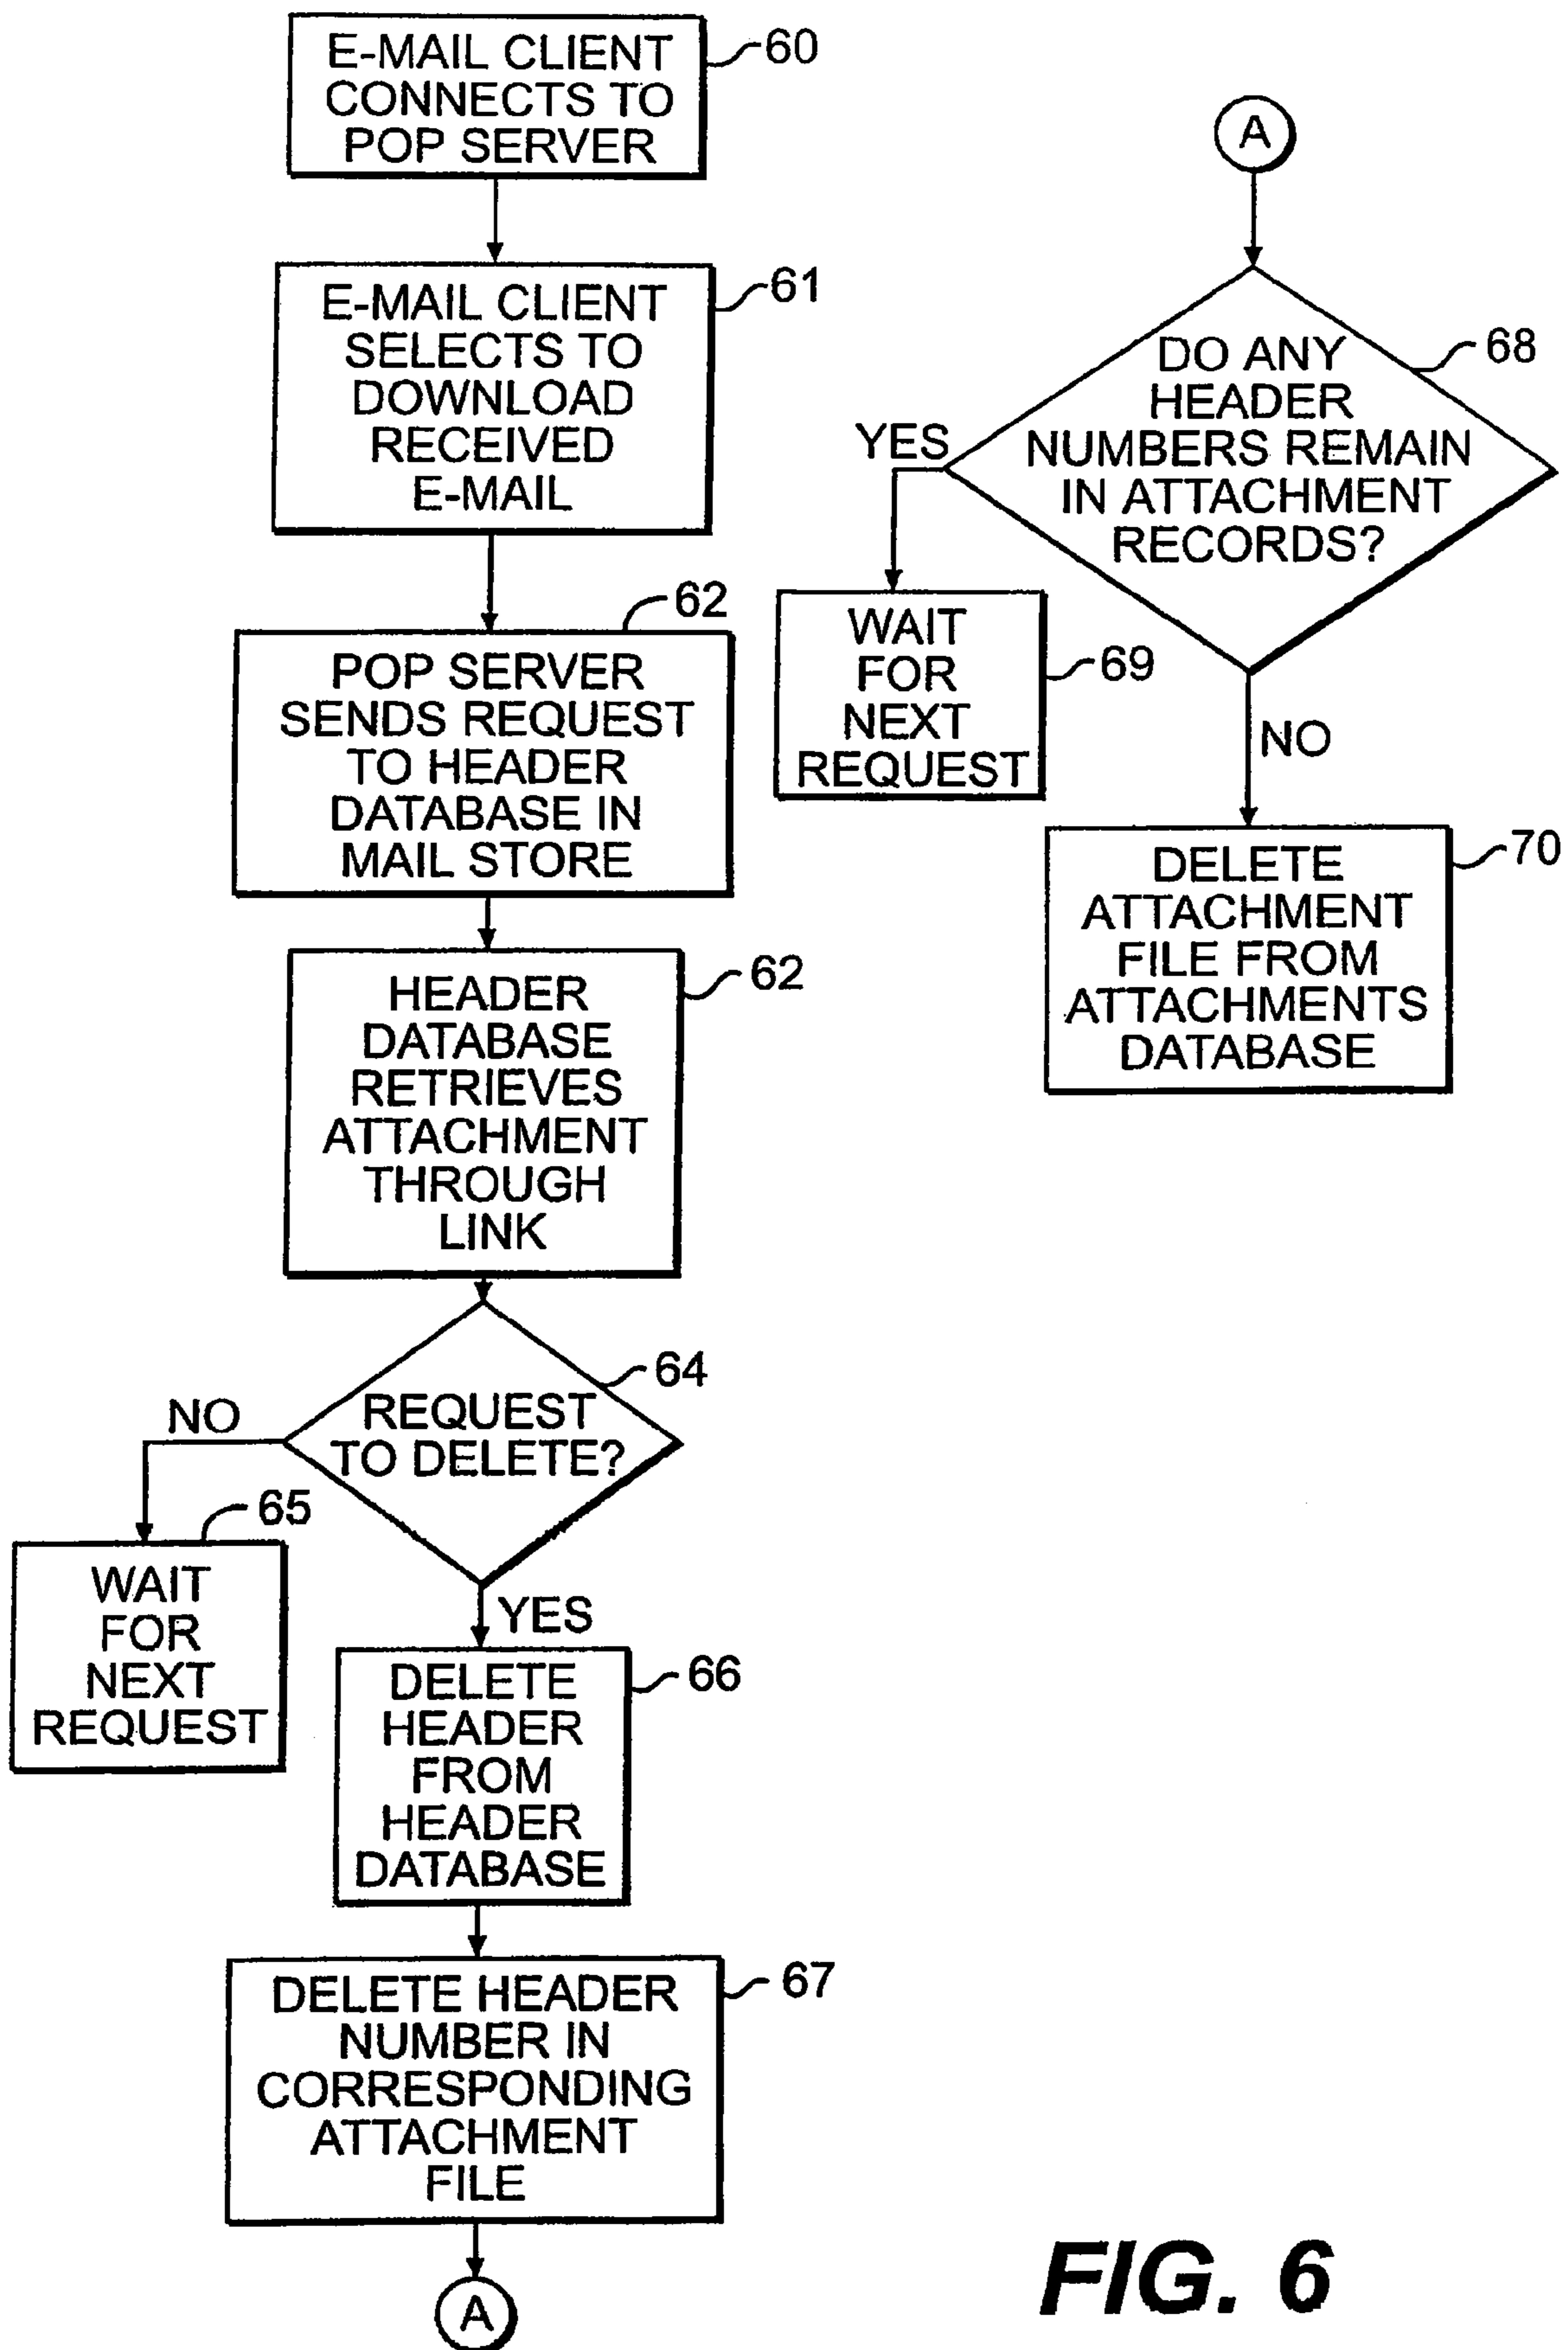 E-MAIL CLIENT
CONNECTS TO
POP SERVER
60
E-MAIL CLIENT
SELECTS TO
DOWNLOAD
RECEIVED
E-MAIL
61
62
POP SERVER
SENDS REQUEST
TO HEADER
DATABASE IN
MAIL STORE
HEADER
DATABASE
RETRIEVES
ATTACHMENT
THROUGH
LINK
62
REQUEST
TO DELETE?
64
NO
65
WAIT
FOR
NEXT
REQUEST
YES
DELETE
HEADER
FROM
HEADER
DATABASE
66
DELETE HEADER
NUMBER IN
CORRESPONDING
ATTACHMENT
FILE
67
A
A
DO ANY
HEADER
NUMBERS REMAIN
IN ATTACHMENT
RECORDS?
68
YES
WAIT
FOR
NEXT
REQUEST
69
NO
DELETE
ATTACHMENT
FILE FROM
ATTACHMENTS
DATABASE
70
FIG. 6